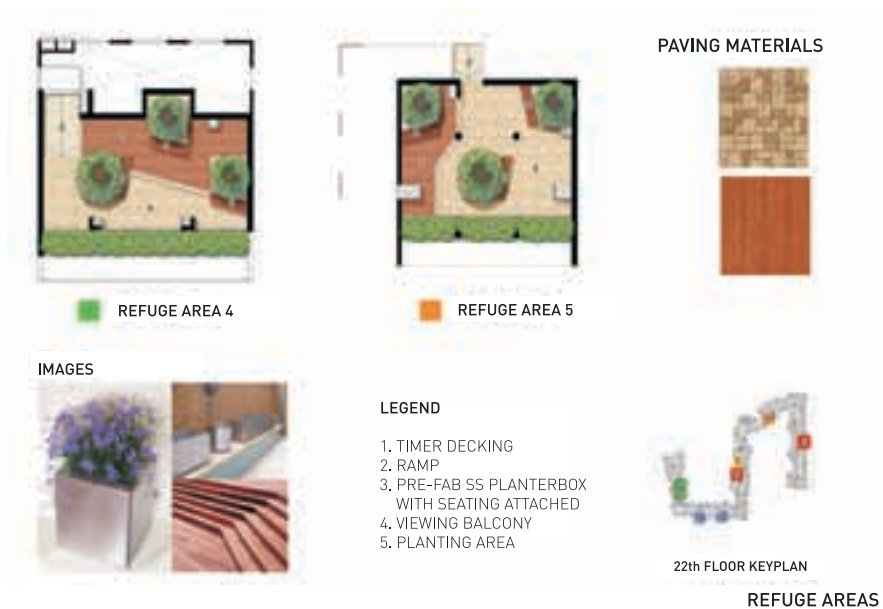 PAVING MATERIALS
REFUGE AREA 4
REFUGE AREA 5
IMAGES
LEGEND
1. TIMER DECKING
2. RAMP
3. PRE-FAB SS PLANTERBOX
WITH SEATING ATTACHED
4. VIEWING BALCONY
5. PLANTING AREA
22th FLOOR KEYPLAN
REFUGE AREAS